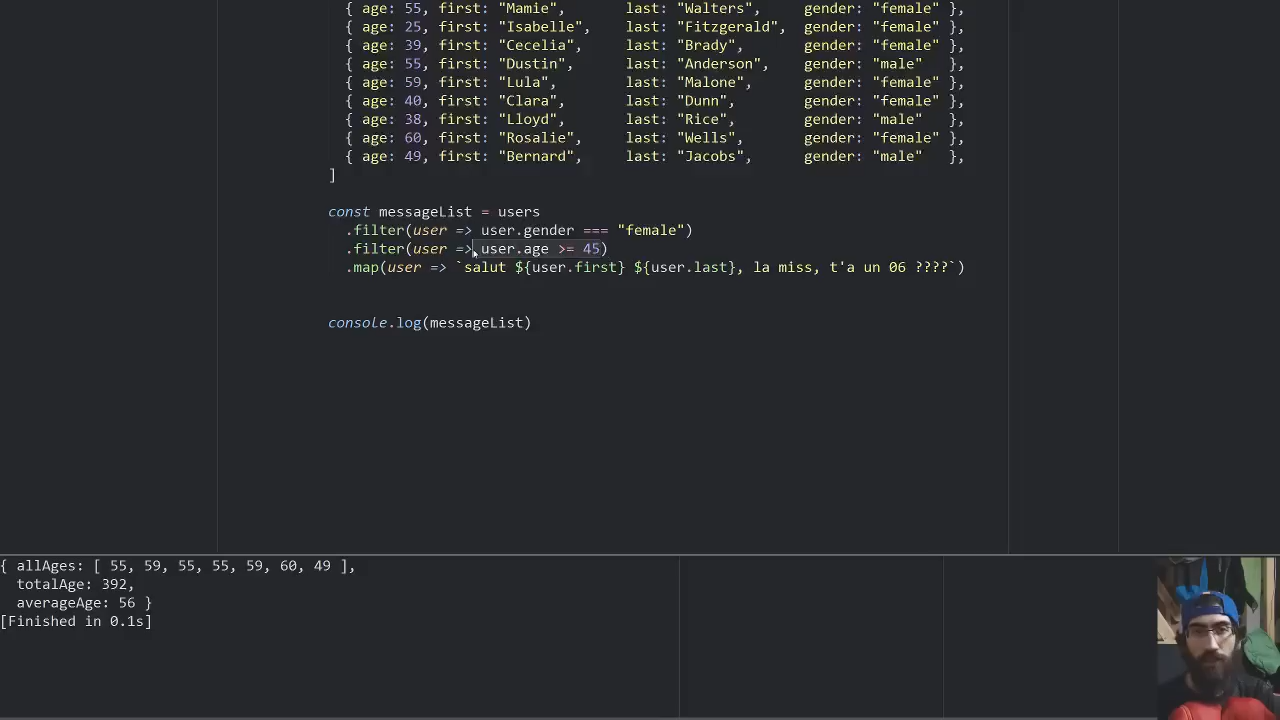 { age: 55, first: "Mamie", last: "Walters", gender: "female" },
{ age: 25, first: "Isabelle", last: "Fitzgerald", gender: "female" },
{ age: 39, first: "Cecelia", last: "Brady", gender: "female" },
{ age: 55, first: "Dustin", last: "Anderson", gender: "male" },
{ age: 59, first: "Lula", last: "Malone", gender: "female" },
{ age: 40, first: "Clara", last: "Dunn", gender: "female" },
{ age: 38, first: "Lloyd", last: "Rice", gender: "male" },
{ age: 60, first: "Rosalie", last: "Wells", gender: "female" },
{ age: 49, first: "Bernard", last: "Jacobs", gender: "male" },
]
const messageList = users
.filter(user => user.gender === "female")
.filter(user => user.age >= 45)
.map(user => `salut ${user.first} ${user.last}, la miss, t'a un 06 ????`)
console.log(messageList)
{ allAges: [ 55, 59, 55, 55, 59, 60, 49 ],
totalAge: 392,
averageAge: 56 }
[Finished in 0.1s]